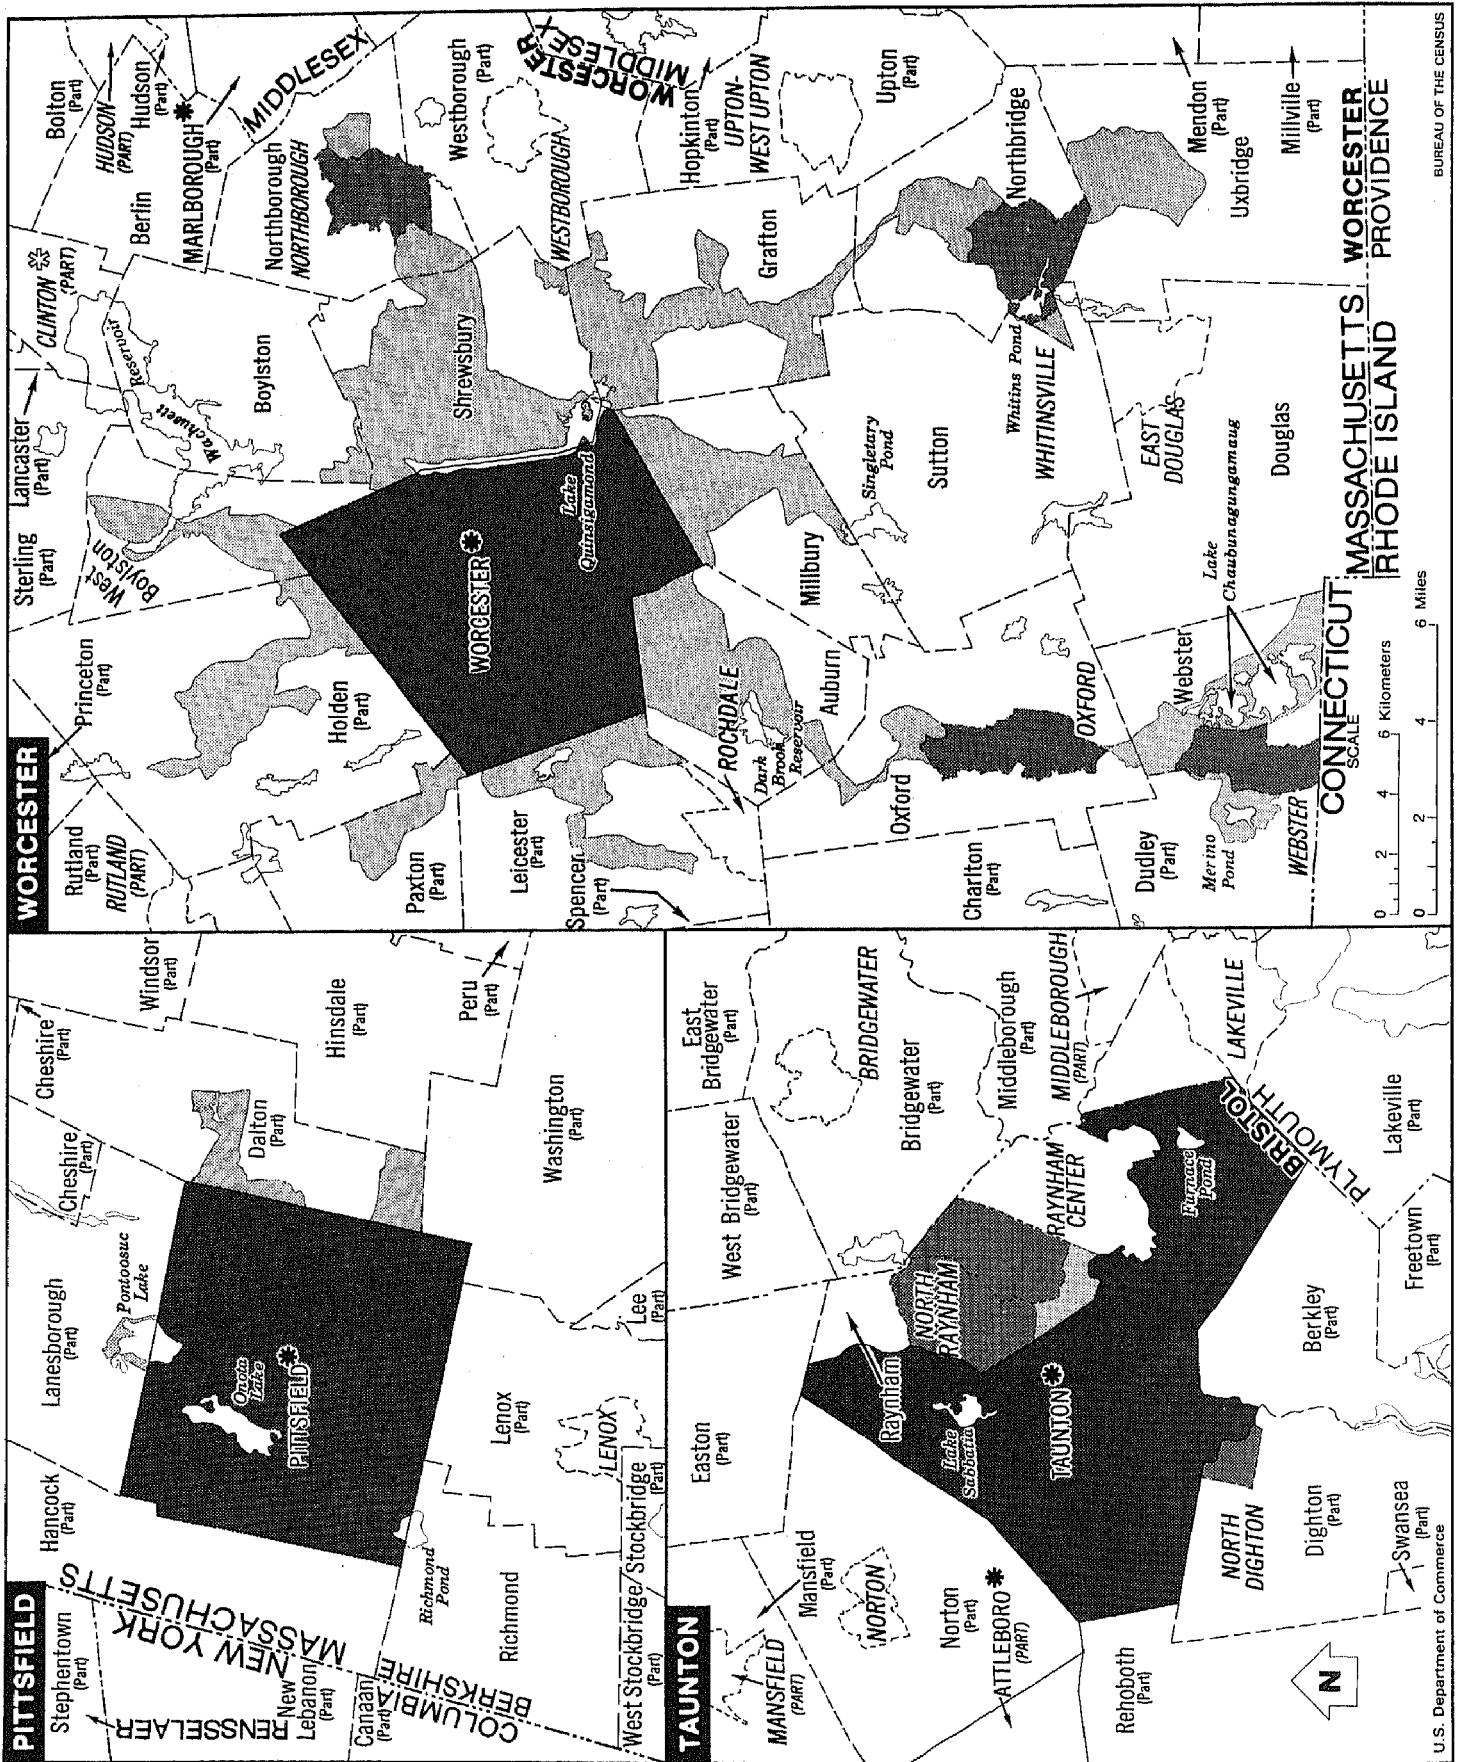 PITTSFIELD
Stephentown
(Part)
RENSSELAER
New
Lebanon
(Part)
Canaan
(Part)
COLUMBIA
BERKSHIRE
NEW YORK
MASSACHUSETTS
Hancock
(Part)
Lanesborough
(Part)
Pontoosuc
Lake
Cheshire
(Part)
Cheshire
(Part)
Windsor
(Part)
Dalton
(Part)
Hinsdale
(Part)
Peru
(Part)
Onota
Lake
PITTSFIELD
Washington
(Part)
Richmond
Pond
Richmond
Lenox
(Part)
LENOX
Lee
(Part)
West Stockbridge
(Part)
Stockbridge
(Part)
TAUNTON
MANSFIELD
(PART)
Mansfield
(Part)
NORTON
Norton
(Part)
ATTLEBORO
(PART)
Rehoboth
(Part)
Easton
(Part)
Raynham
Lake
Sabbatia
TAUNTON
NORTH
RAYNHAM
RAYNHAM
CENTER
West Bridgewater
(Part)
East
Bridgewater
(Part)
BRIDGEWATER
Bridgewater
(Part)
Middleborough
(Part)
MIDDLEBOROUGH
(PART)
LAKEVILLE
Lakeville
(Part)
Furnace
Pond
BRISTOL
PLYMOUTH
Freetown
(Part)
Berkley
(Part)
NORTH
DIGHTON
Dighton
(Part)
Swansea
(Part)
N
U.S. Department of Commerce
WORCESTER
Rutland
(Part)
RUTLAND
(PART)
Princeton
(Part)
Sterling
(Part)
West
Boylston
Lancaster
(Part)
CLINTON
(PART)
Wachusett
Reservoir
Boylston
Berlin
Bolton
(Part)
HUDSON
(PART)
Hudson
(Part)
MARLBOROUGH
(Part)
MIDDLESEX
Northborough
NORTHBOROUGH
Westborough
(Part)
WESTBOROUGH
WORCESTER
MIDDLESEX
Hopkinton
(Part)
UPTON-
WEST UPTON
Upton
(Part)
Holden
(Part)
Paxton
(Part)
WORCESTER
Lake
Quinsigamond
Shrewsbury
Grafton
Leicester
(Part)
Spencer
(Part)
ROCHDALE
Dark
Brook
Reservoir
Auburn
Millbury
Singletary
Pond
Sutton
Northbridge
Whitins Pond
WHITINSVILLE
Mendon
(Part)
Uxbridge
Millville
(Part)
Charlton
(Part)
Oxford
OXFORD
EAST
DOUGLAS
Douglas
Dudley
(Part)
Merino
Pond
WEBSTER
Webster
Lake
Chaubunagungamaug
CONNECTICUT
MASSACHUSETTS
RHODE ISLAND
WORCESTER
PROVIDENCE
SCALE
0 2 4 6 Kilometers
0 2 4 6 Miles
BUREAU OF THE CENSUS